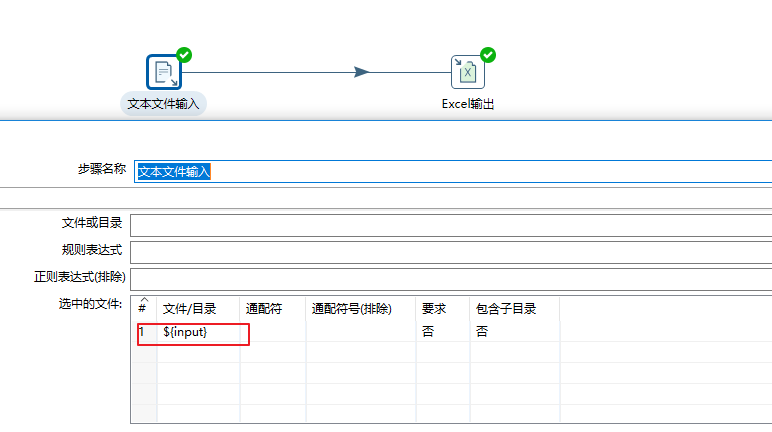 文本文件输入
Excel输出
步骤名称
文本文件输入
文件或目录
规则表达式
正则表达式(排除)
选中的文件:
# 文件/目录 通配符 通配符号(排除) 要求 包含子目录
1 ${input} 否 否